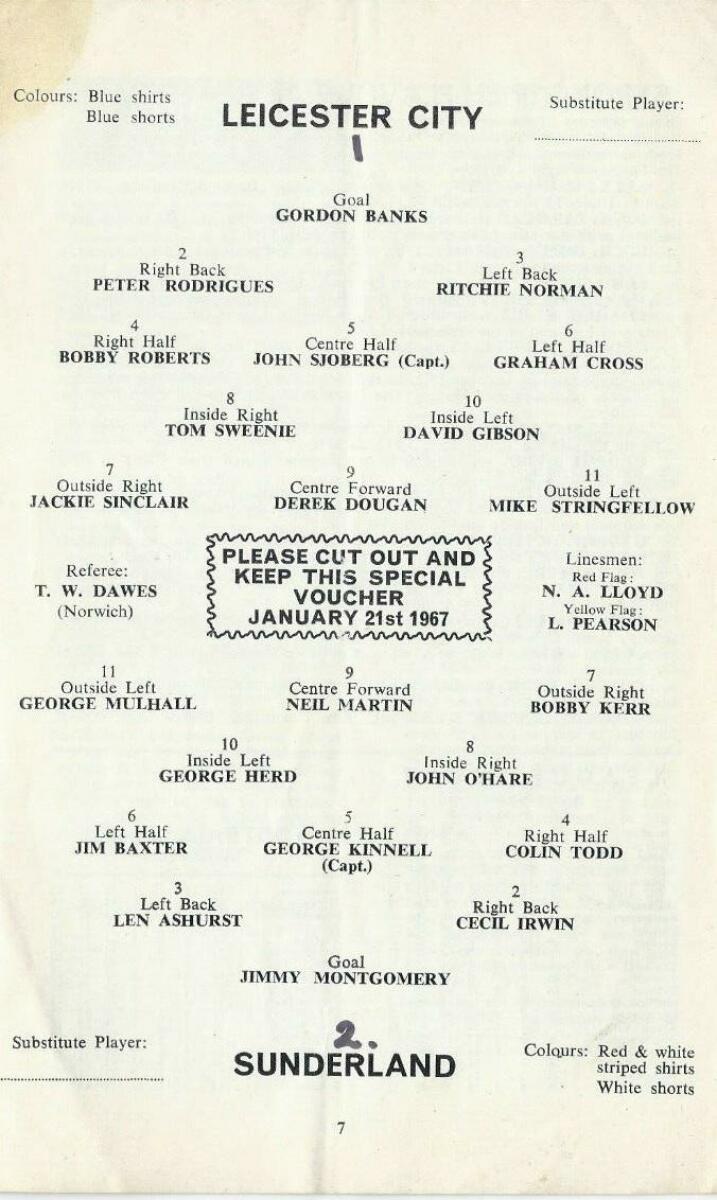 Colours: Blue shirts
Blue shorts
LEICESTER CITY
Substitute Player:
1
Goal
GORDON BANKS
2
Right Back
PETER RODRIGUES
3
Left Back
RITCHIE NORMAN
4
Right Half
BOBBY ROBERTS
5
Centre Half
JOHN SJOBERG (Capt.)
6
Left Half
GRAHAM CROSS
8
Inside Right
TOM SWEENIE
10
Inside Left
DAVID GIBSON
7
Outside Right
JACKIE SINCLAIR
9
Centre Forward
DEREK DOUGAN
11
Outside Left
MIKE STRINGFELLOW
Referee:
T. W. DAWES
(Norwich)
PLEASE CUT OUT AND
KEEP THIS SPECIAL
VOUCHER
JANUARY 21st 1967
Linesmen:
Red Flag:
N. A. LLOYD
Yellow Flag:
L. PEARSON
11
Outside Left
GEORGE MULHALL
9
Centre Forward
NEIL MARTIN
7
Outside Right
BOBBY KERR
10
Inside Left
GEORGE HERD
8
Inside Right
JOHN O'HARE
6
Left Half
JIM BAXTER
5
Centre Half
GEORGE KINNELL
(Capt.)
4
Right Half
COLIN TODD
3
Left Back
LEN ASHURST
2
Right Back
CECIL IRWIN
Goal
JIMMY MONTGOMERY
Substitute Player:
2.
SUNDERLAND
Colours: Red & white
striped shirts
White shorts
7